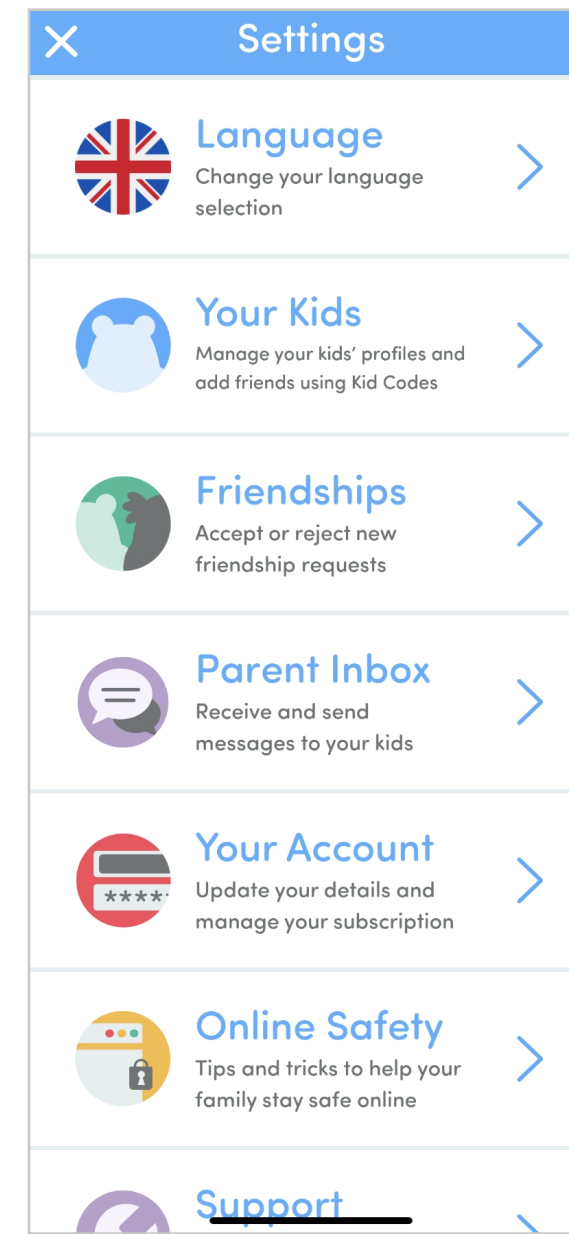 Settings
Language
Change your language
selection
Your Kids
Manage your kids’ profiles and
add friends using Kid Codes
Friendships
Accept or reject new
friendship requests
Parent Inbox
Receive and send
messages to your kids
Your Account
****
Update your details and
manage your subscription
Online Safety
Tips and tricks to help your
family stay safe online
Support